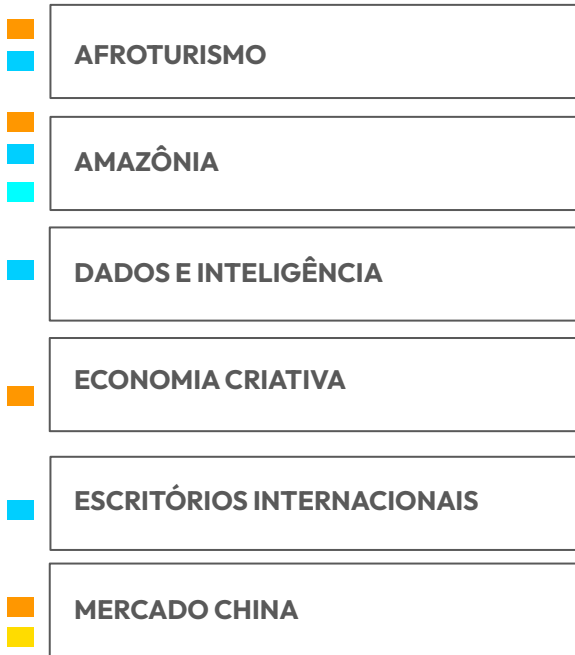 AFROTURISMO
AMAZÔNIA
DADOS E INTELIGÊNCIA
ECONOMIA CRIATIVA
ESCRITÓRIOS INTERNACIONAIS
MERCADO CHINA